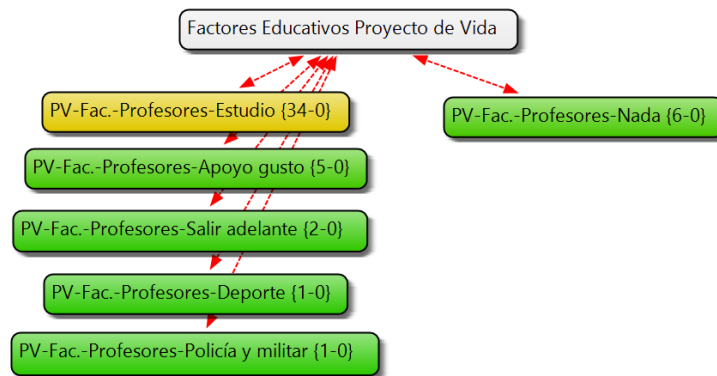 Factores Educativos Proyecto de Vida
PV-Fac.-Profesores-Estudio {34-0}
PV-Fac.-Profesores-Nada {6-0}
PV-Fac.-Profesores-Apoyo gusto {5-0}
PV-Fac.-Profesores-Salir adelante {2-0}
PV-Fac.-Profesores-Deporte {1-0}
PV-Fac.-Profesores-Policía y militar {1-0}